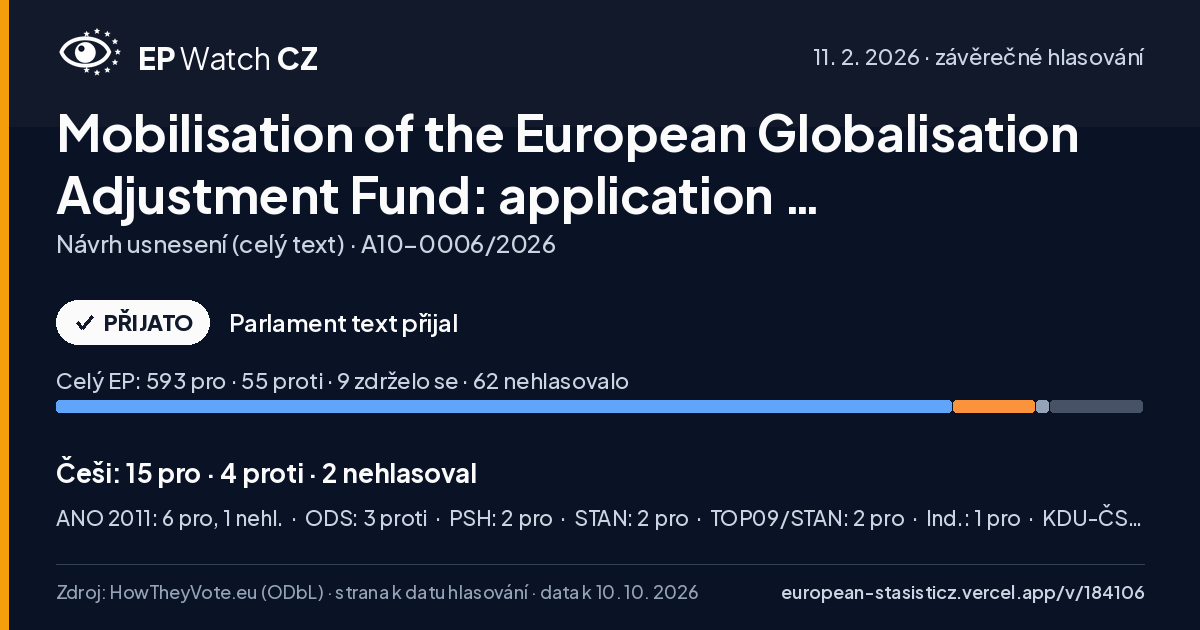 EP Watch CZ
11. 2. 2026 · závěrečné hlasování
Mobilisation of the European Globalisation
Adjustment Fund: application …
Návrh usnesení (celý text) · A10–0006/2026
✓ PŘIJATO Parlament text přijal
Celý EP: 593 pro · 55 proti · 9 zdrželo se · 62 nehlasovalo
Češi: 15 pro · 4 proti · 2 nehlasoval
ANO 2011: 6 pro, 1 nehl. · ODS: 3 proti · PSH: 2 pro · STAN: 2 pro · TOP09/STAN: 2 pro · Ind.: 1 pro · KDU-ČS…
Zdroj: HowTheyVote.eu (ODbL) · strana k datu hlasování · data k 10. 10. 2026
european-stasisticz.vercel.app/v/184106